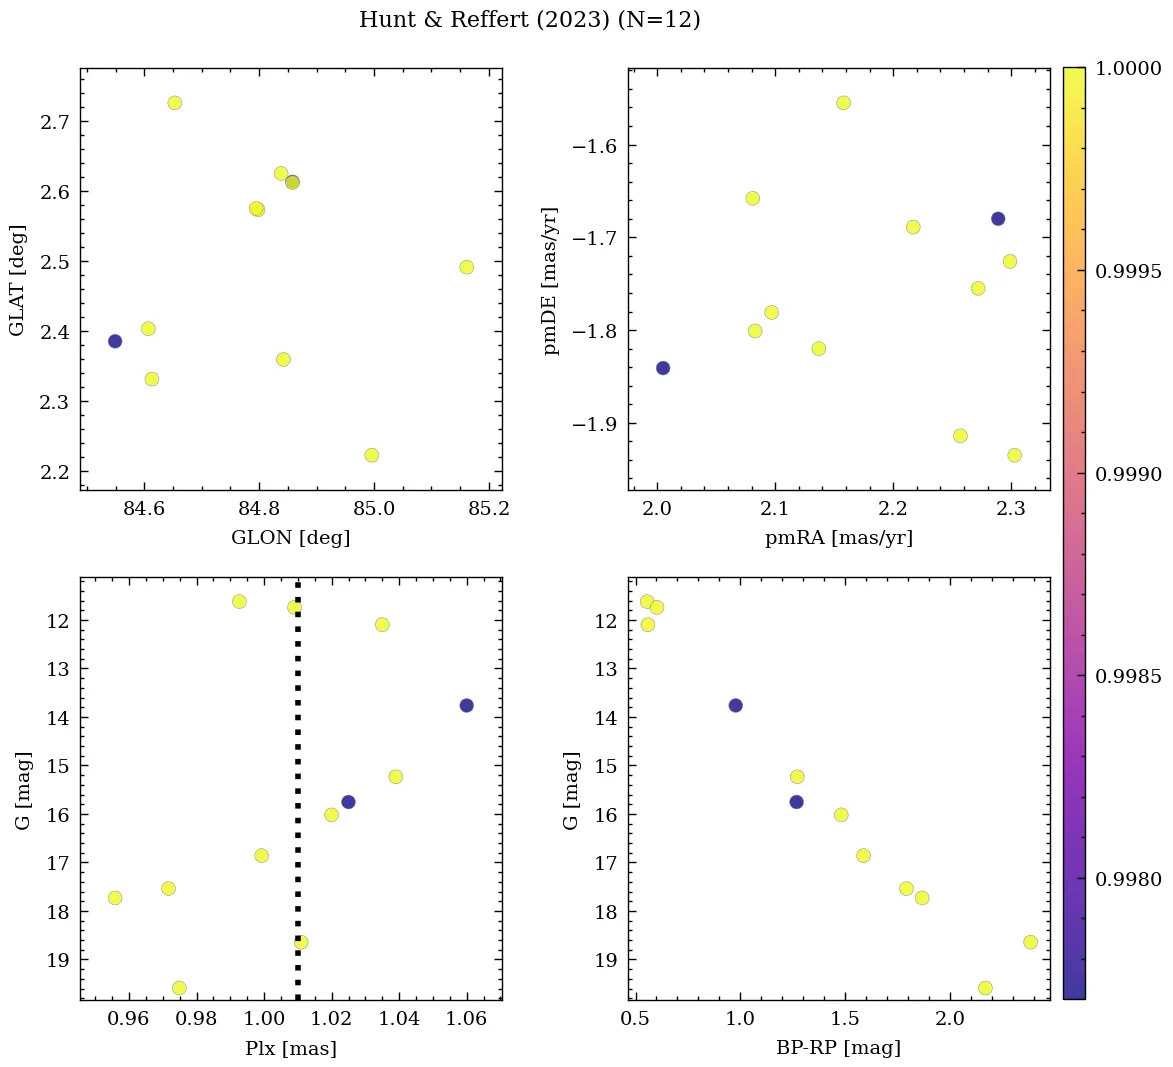 Hunt & Reffert (2023) (N=12)
2.7
2.6
2.5
2.4
2.3
2.2
GLAT [deg]
84.6 84.8 85.0 85.2
GLON [deg]
−1.6
−1.7
−1.8
−1.9
pmDE [mas/yr]
2.0 2.1 2.2 2.3
pmRA [mas/yr]
12
13
14
15
16
17
18
19
G [mag]
0.96 0.98 1.00 1.02 1.04 1.06
Plx [mas]
12
13
14
15
16
17
18
19
G [mag]
0.5 1.0 1.5 2.0
BP-RP [mag]
1.0000
0.9995
0.9990
0.9985
0.9980